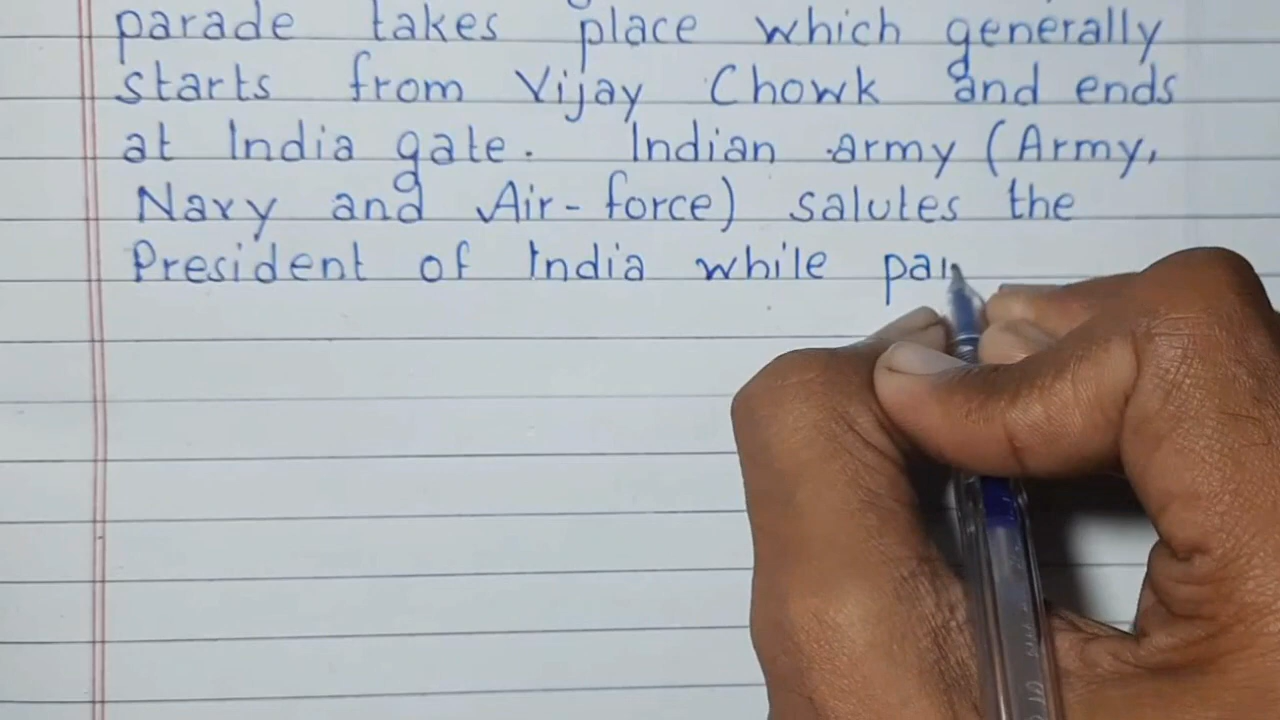 parade takes place which generally
starts from Vijay Chowk and ends
at India gate. Indian army (Army,
Navy and Air-force) salutes the
President of India while